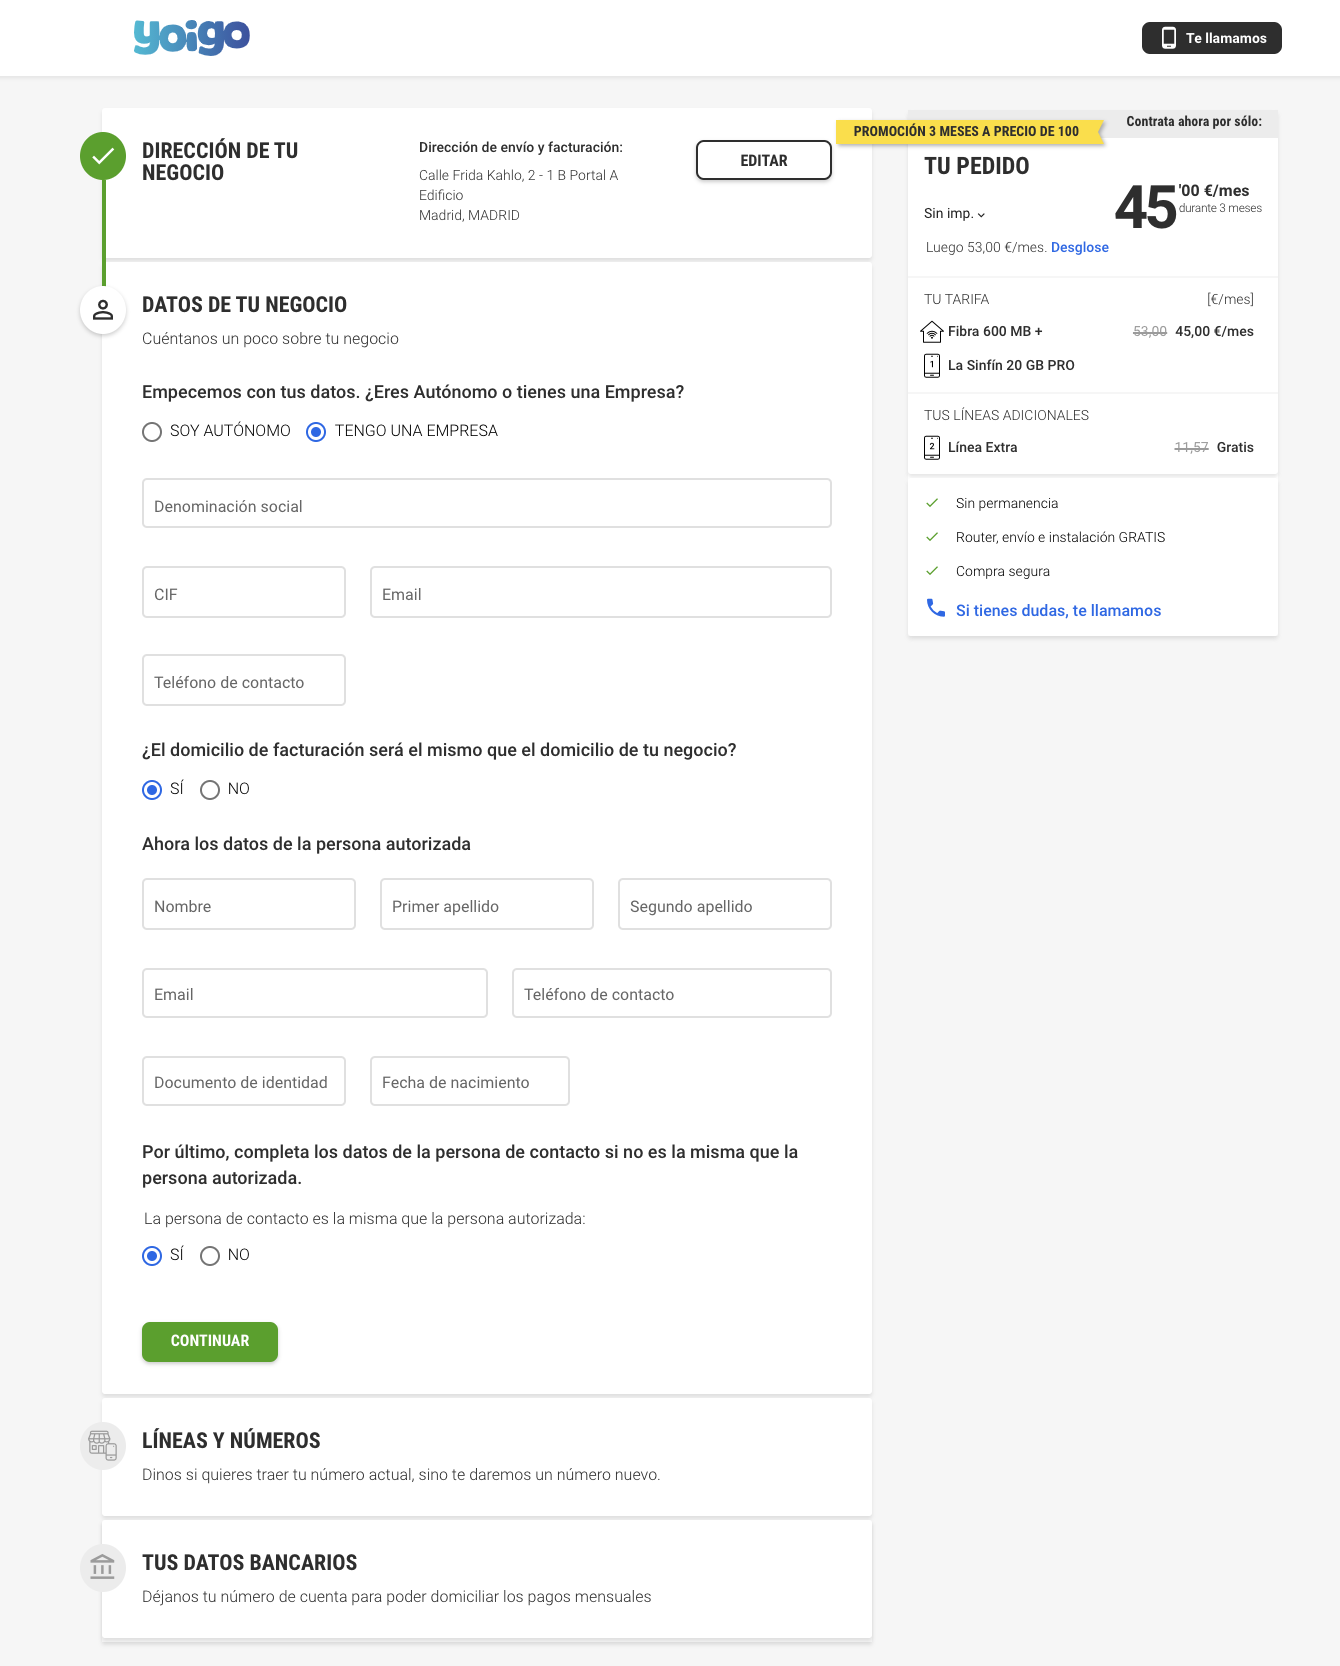 yoigo
Te llamamos
DIRECCIÓN DE TU
NEGOCIO
Dirección de envío y facturación:
Calle Frida Kahlo, 2 - 1 B Portal A
Edificio
Madrid, MADRID
EDITAR
DATOS DE TU NEGOCIO
Cuéntanos un poco sobre tu negocio
Empecemos con tus datos. ¿Eres Autónomo o tienes una Empresa?
SOY AUTÓNOMO TENGO UNA EMPRESA
Denominación social
CIF Email
Teléfono de contacto
¿El domicilio de facturación será el mismo que el domicilio de tu negocio?
SÍ NO
Ahora los datos de la persona autorizada
Nombre Primer apellido Segundo apellido
Email Teléfono de contacto
Documento de identidad Fecha de nacimiento
Por último, completa los datos de la persona de contacto si no es la misma que la
persona autorizada.
La persona de contacto es la misma que la persona autorizada:
SÍ NO
CONTINUAR
LÍNEAS Y NÚMEROS
Dinos si quieres traer tu número actual, sino te daremos un número nuevo.
TUS DATOS BANCARIOS
Déjanos tu número de cuenta para poder domiciliar los pagos mensuales
Contrata ahora por sólo:
PROMOCIÓN 3 MESES A PRECIO DE 100
TU PEDIDO
Sin imp. 45'00 €/mes
durante 3 meses
Luego 53,00 €/mes. Desglose
TU TARIFA [€/mes]
Fibra 600 MB + 53,00 45,00 €/mes
1 La Sinfín 20 GB PRO
TUS LÍNEAS ADICIONALES
2 Línea Extra 11,57 Gratis
Sin permanencia
Router, envío e instalación GRATIS
Compra segura
Si tienes dudas, te llamamos